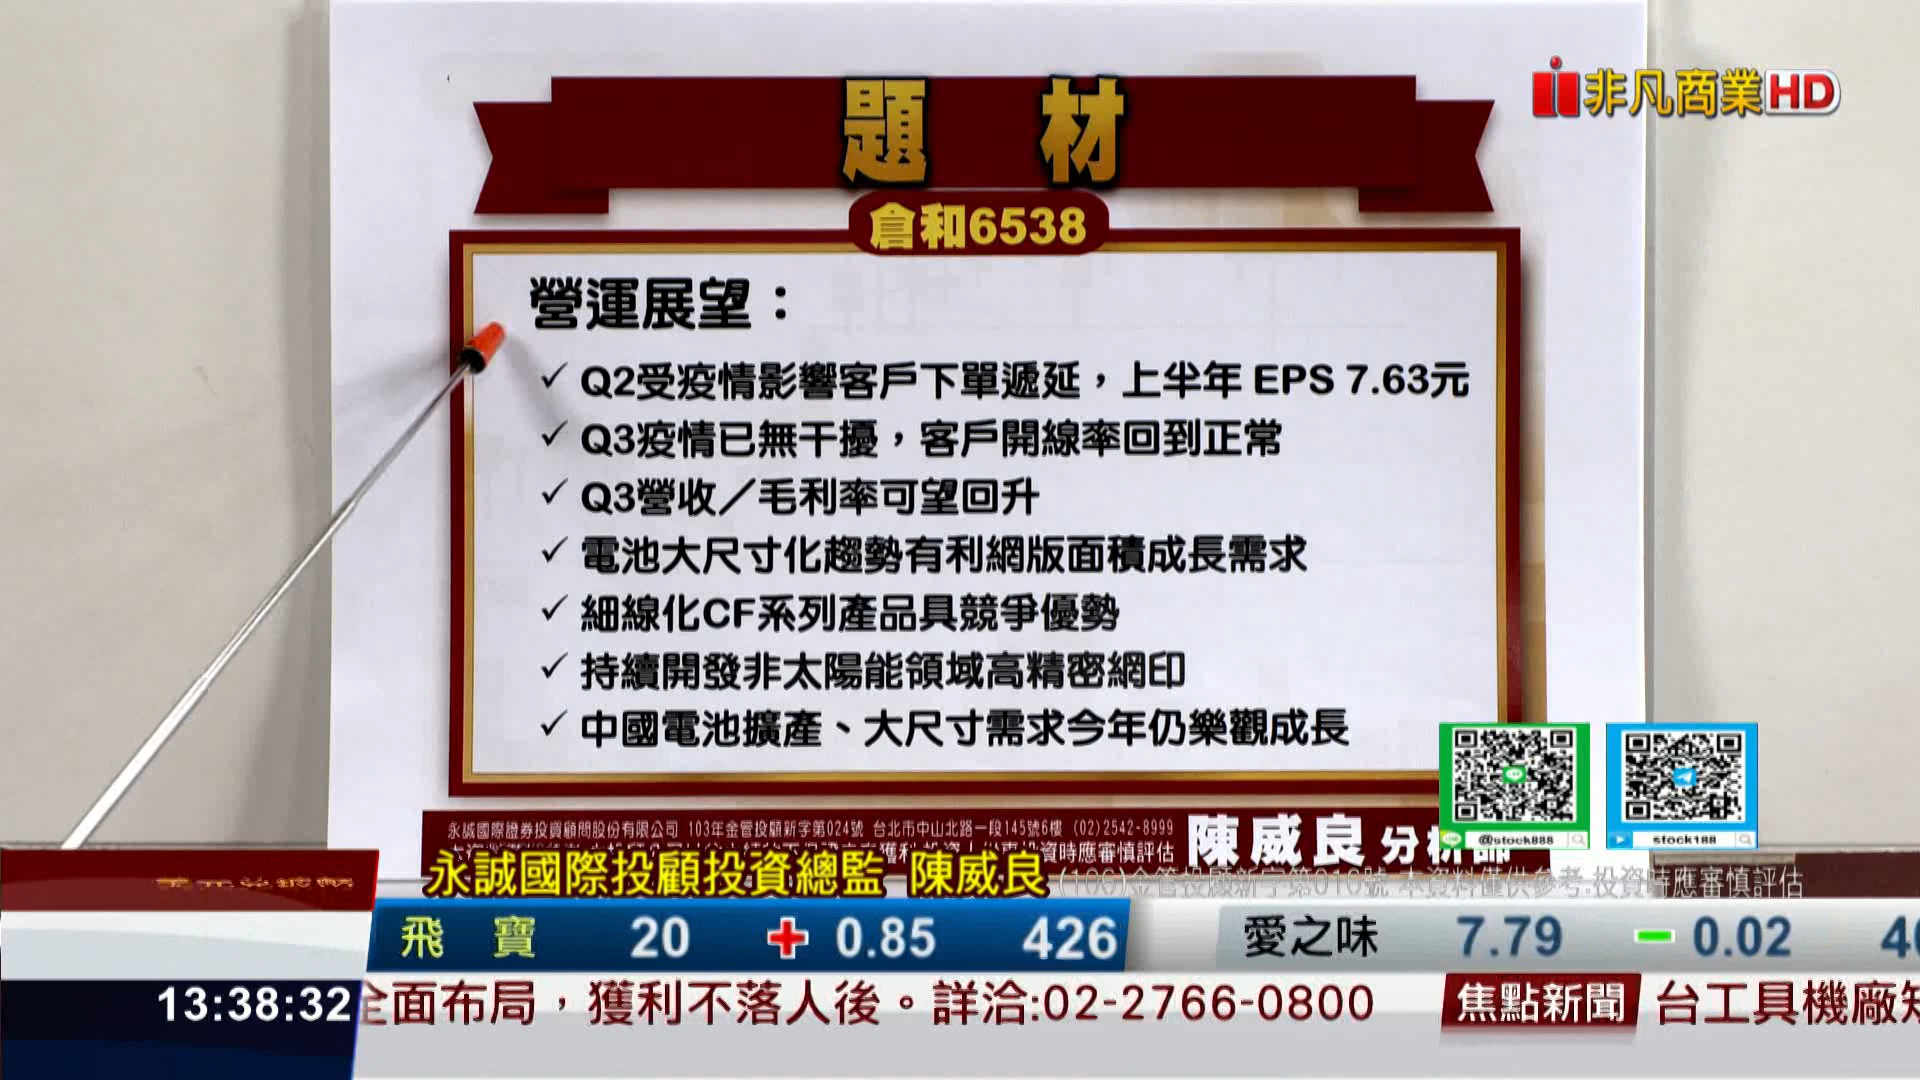 題 材
非凡商業HD
倉和6538
營運展望：
✓ Q2受疫情影響客戶下單遞延，上半年 EPS 7.63元
✓ Q3疫情已無干擾，客戶開線率回到正常
✓ Q3營收／毛利率可望回升
✓ 電池大尺寸化趨勢有利網版面積成長需求
✓ 細線化CF系列產品具競爭優勢
✓ 持續開發非太陽能領域高精密網印
✓ 中國電池擴產、大尺寸需求今年仍樂觀成長
永誠國際證券投資顧問股份有限公司 103年金管投顧新字第024號 台北市中山北路一段145號6樓 (02)2542-8999
陳威良
@stock888
stock188
永誠國際投顧投資總監 陳威良
(106)金管投顧新字第016號 本資料僅供參考.投資時應審慎評估
飛 寶 20 + 0.85 426
愛之味 7.79 - 0.02
13:38:32
全面布局，獲利不落人後。詳洽:02-2766-0800
焦點新聞
台工具機廠